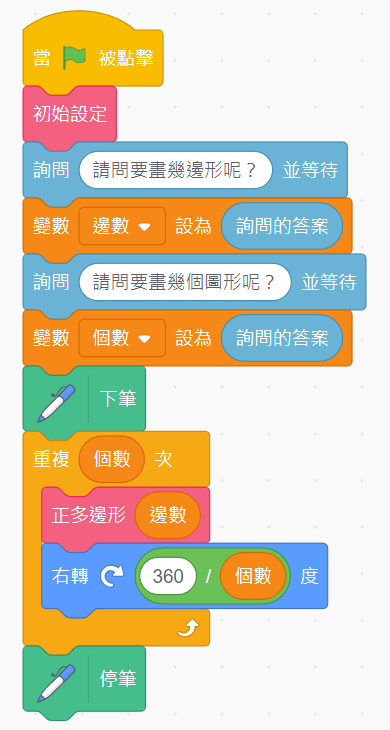 當 被點擊
初始設定
詢問 請問要畫幾邊形呢？ 並等待
變數 邊數 設為 詢問的答案
詢問 請問要畫幾個圖形呢？ 並等待
變數 個數 設為 詢問的答案
下筆
重複 個數 次
正多邊形 邊數
右轉 360 / 個數 度
停筆